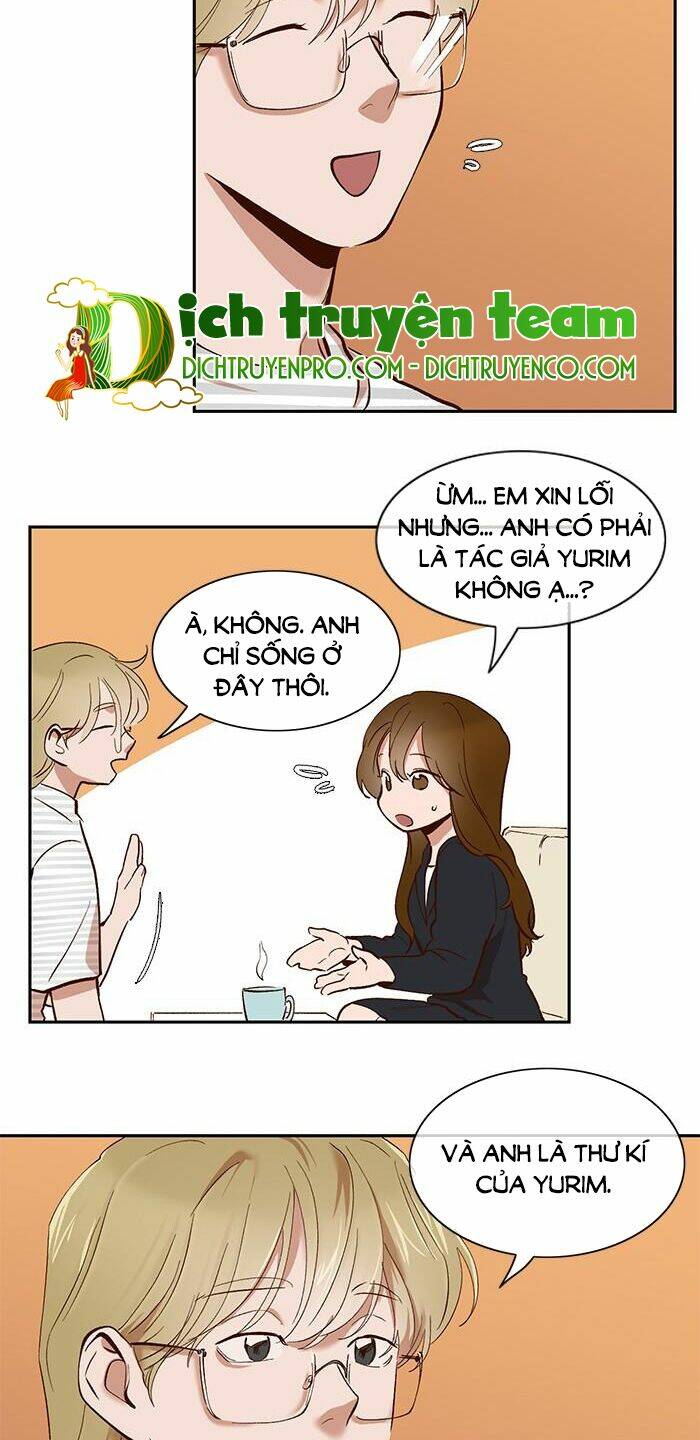 Dịch truyện team
DICHTRUYENPRO.COM - DICHTRUYENCO.COM
ỪM... EM XIN LỖI
NHƯNG... ANH CÓ PHẢI
LÀ TÁC GIẢ YURIM
KHÔNG Ạ...?
À, KHÔNG. ANH
CHỈ SỐNG Ở
ĐÂY THÔI.
VÀ ANH LÀ THƯ KÍ
CỦA YURIM.